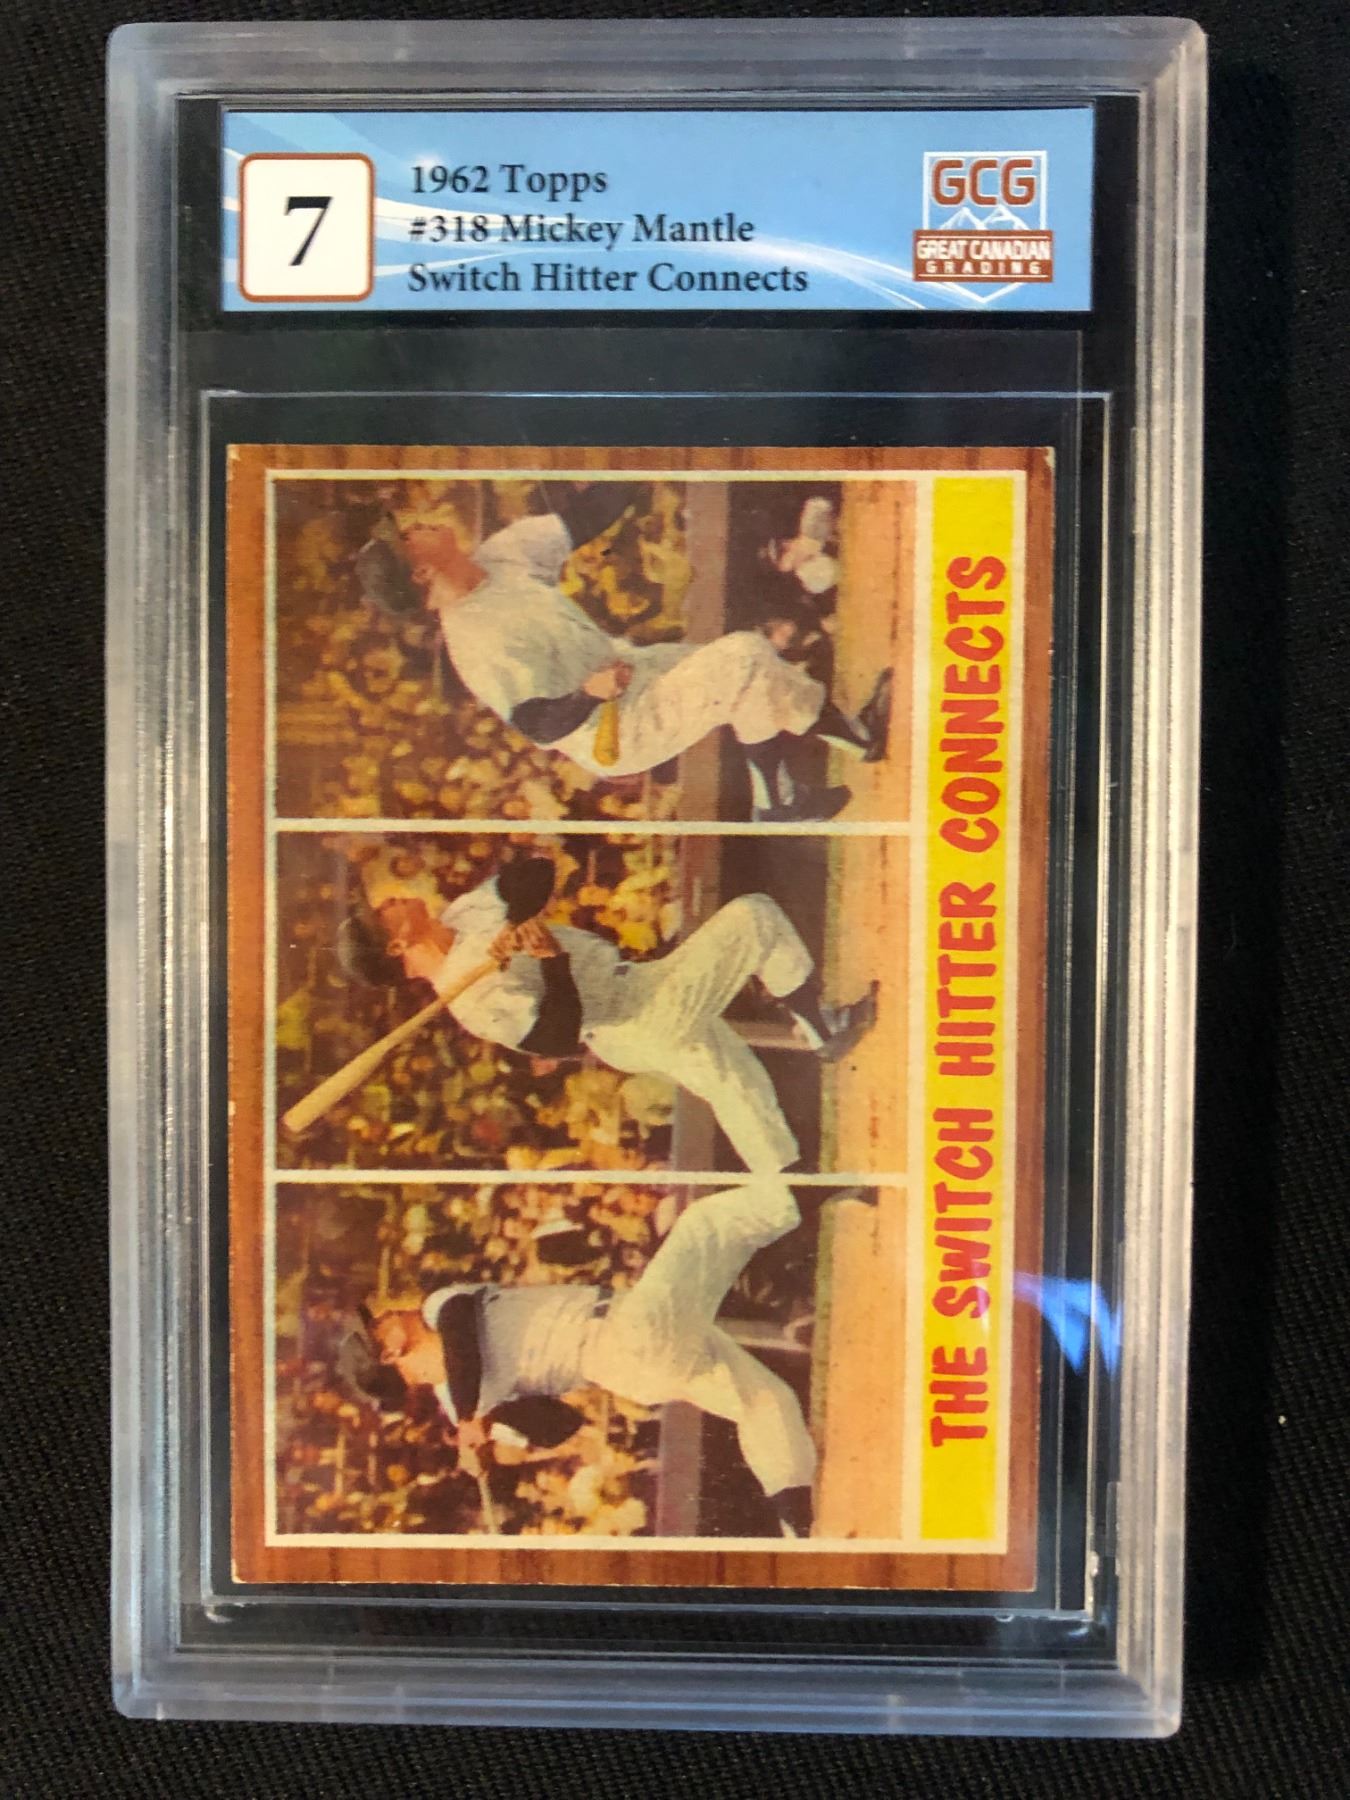 7
1962 Topps
#318 Mickey Mantle
Switch Hitter Connects
GCG
GREAT CANADIAN
GRADING
THE SWITCH HITTER CONNECTS